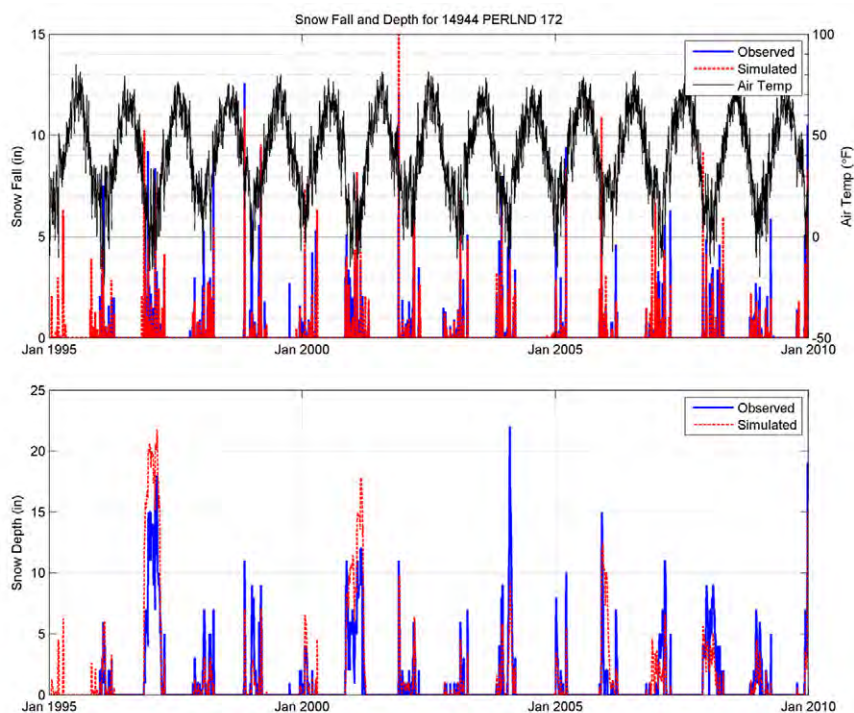 Snow Fall and Depth for 14944 PERLND 172
15
10
5
0
Snow Fall (in)
100
50
0
-50
Air Temp (°F)
Observed
Simulated
Air Temp
Jan 1995
Jan 2000
Jan 2005
Jan 2010
25
20
15
10
5
0
Snow Depth (in)
Observed
Simulated
Jan 1995
Jan 2000
Jan 2005
Jan 2010